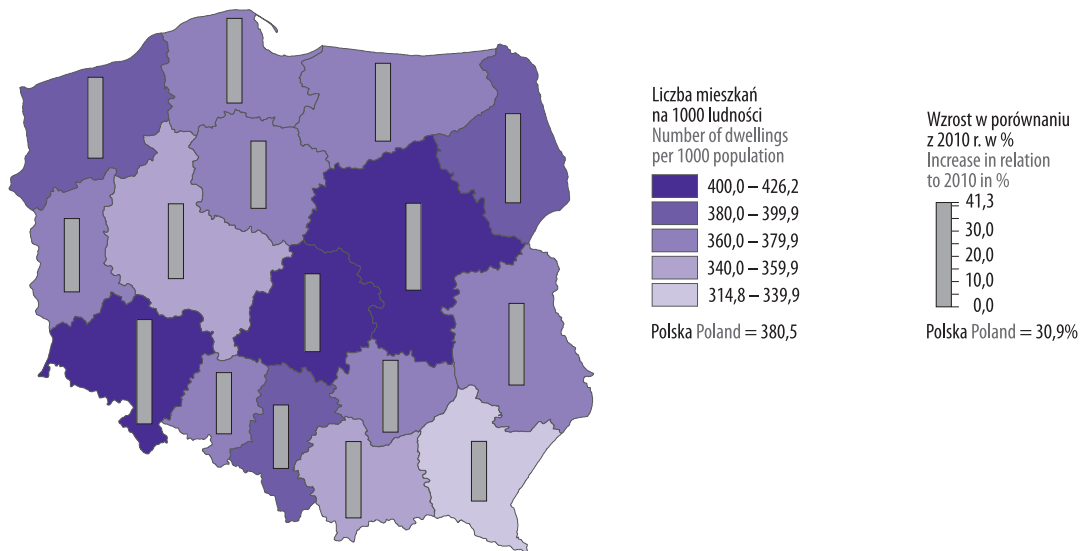 Liczba mieszkań
na 1000 ludności
Number of dwellings
per 1000 population
400,0 – 426,2
380,0 – 399,9
360,0 – 379,9
340,0 – 359,9
314,8 – 339,9
Polska Poland = 380,5
Wzrost w porównaniu
z 2010 r. w %
Increase in relation
to 2010 in %
41,3
30,0
20,0
10,0
0,0
Polska Poland = 30,9%